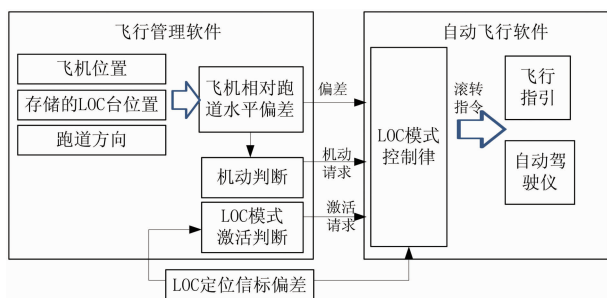 飞行管理软件
飞机位置
存储的LOC台位置
跑道方向
飞机相对跑
道水平偏差
机动判断
LOC模式
激活判断
偏差
机动
请求
激活
请求
LOC定位信标偏差
自动飞行软件
LOC模式
控制律
滚转
指令
飞行
指引
自动驾
驶仪